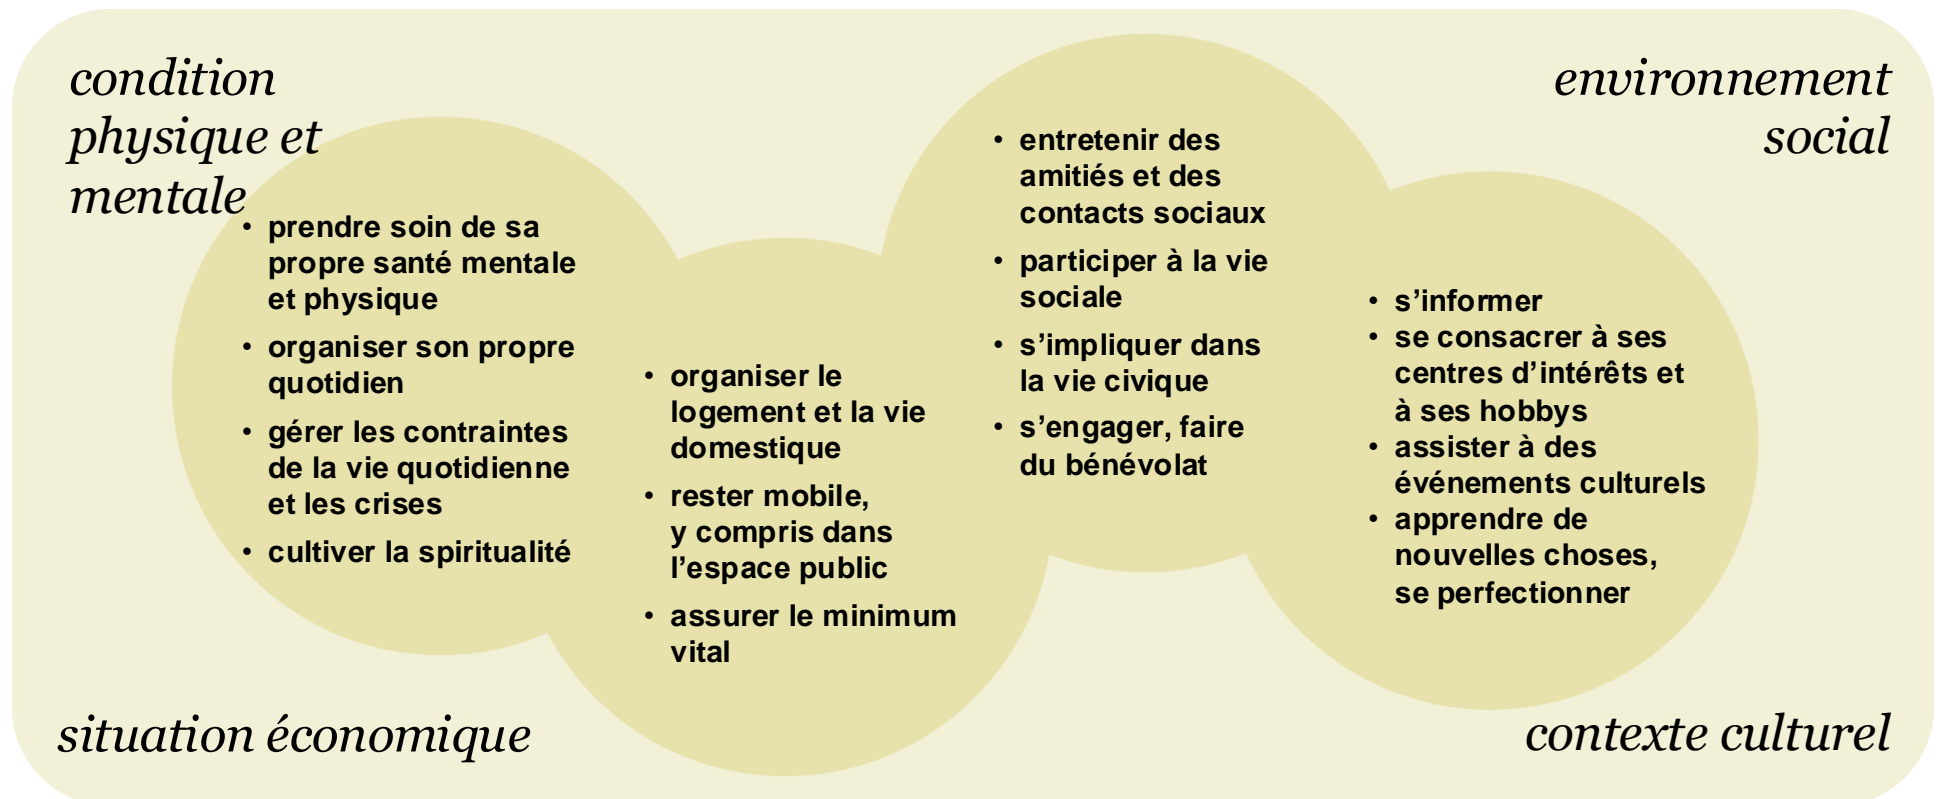 condition
physique et
mentale
• prendre soin de sa
propre santé mentale
et physique
• organiser son propre
quotidien
• gérer les contraintes
de la vie quotidienne
et les crises
• cultiver la spiritualité
situation économique
• organiser le
logement et la vie
domestique
• rester mobile,
y compris dans
l’espace public
• assurer le minimum
vital
environnement
social
• entretenir des
amitiés et des
contacts sociaux
• participer à la vie
sociale
• s’impliquer dans
la vie civique
• s’engager, faire
du bénévolat
• s’informer
• se consacrer à ses
centres d’intérêts et
à ses hobbys
• assister à des
événements culturels
• apprendre de
nouvelles choses,
se perfectionner
contexte culturel